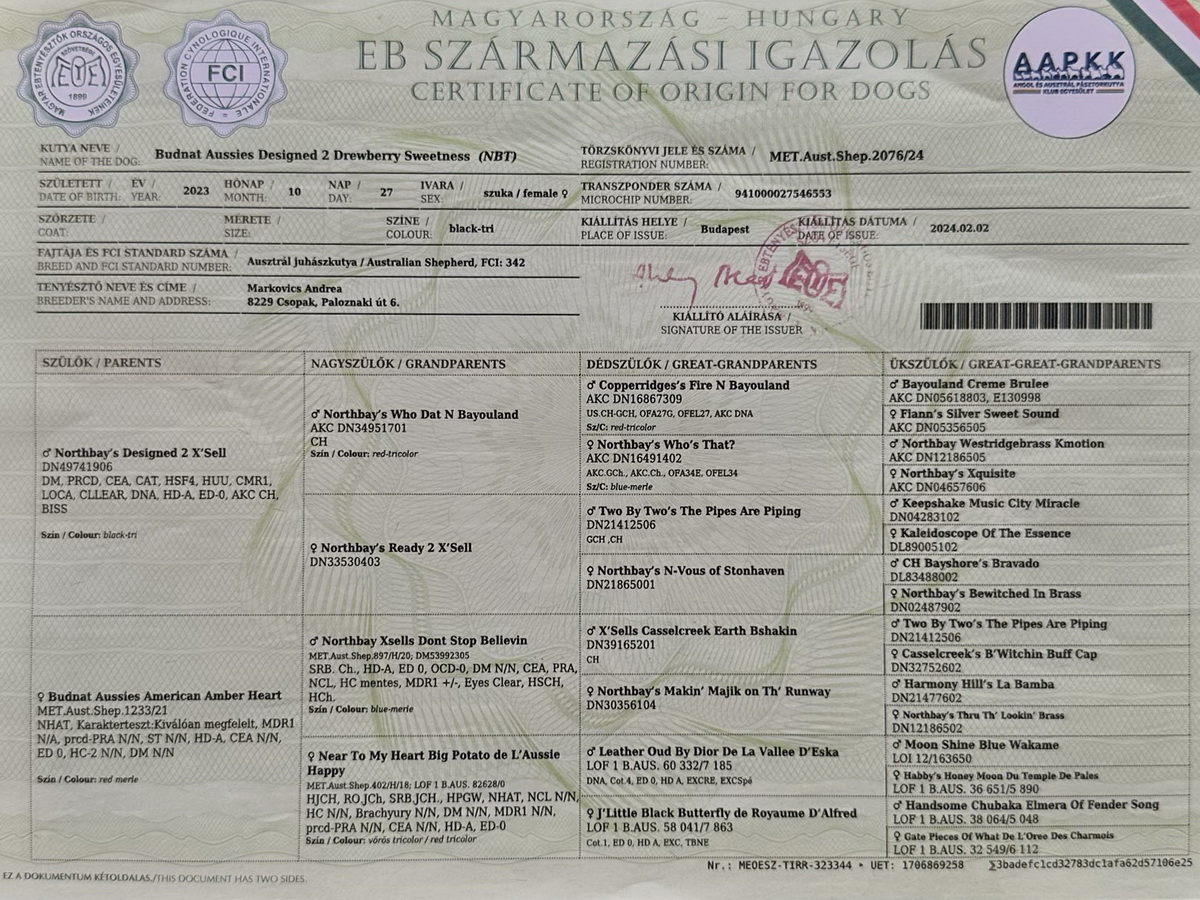 MAGYARORSZÁG – HUNGARY
EB SZÁRMAZÁSI IGAZOLÁS
CERTIFICATE OF ORIGIN FOR DOGS
MAGYAR EBTENYÉSZTŐK ORSZÁGOS EGYESÜLETEINEK SZÖVETSÉGE
MEOE
1899
FEDERATION CYNOLOGIQUE INTERNATIONALE
FCI
AAPKK
ANGOL ÉS AUSZTRÁL PÁSZTORKUTYA
KLUB EGYESÜLET
KUTYA NEVE /
NAME OF THE DOG: Budnat Aussies Designed 2 Drewberry Sweetness (NBT)
TÖRZSKÖNYVI JELE ÉS SZÁMA /
REGISTRATION NUMBER: MET.Aust.Shep.2076/24
SZÜLETETT / ÉV / HÓNAP / NAP / IVARA /
DATE OF BIRTH: YEAR: 2023 MONTH: 10 DAY: 27 SEX: szuka / female ♀
TRANSZPONDER SZÁMA /
MICROCHIP NUMBER: 941000027546553
SZŐRZETE / MÉRETE / SZÍNE /
COAT: SIZE: COLOUR: black-tri
KIÁLLÍTÁS HELYE / KIÁLLÍTÁS DÁTUMA /
PLACE OF ISSUE: Budapest DATE OF ISSUE: 2024.02.02
FAJTÁJA ÉS FCI STANDARD SZÁMA /
BREED AND FCI STANDARD NUMBER: Ausztrál juhászkutya / Australian Shepherd, FCI: 342
TENYÉSZTŐ NEVE ÉS CÍME / Markovics Andrea
BREEDER'S NAME AND ADDRESS: 8229 Csopak, Paloznaki út 6.
KIÁLLÍTÓ ALÁÍRÁSA /
SIGNATURE OF THE ISSUER
SZÜLŐK / PARENTS
♂ Northbay's Designed 2 X'Sell
DN49741906
DM, PRCD, CEA, CAT, HSF4, HUU, CMR1,
LOCA, CLLEAR, DNA, HD-A, ED-0, AKC CH,
BISS
Szín / Colour: black-tri
♀ Budnat Aussies American Amber Heart
MET.Aust.Shep.1233/21
NHAT, Karakterteszt:Kiválóan megfelelt, MDR1
N/A, prcd-PRA N/N, ST N/N, HD-A, CEA N/N,
ED 0, HC-2 N/N, DM N/N
Szín / Colour: red merle
NAGYSZÜLŐK / GRANDPARENTS
♂ Northbay's Who Dat N Bayouland
AKC DN34951701
CH
Szín / Colour: red-tricolor
♀ Northbay's Ready 2 X'Sell
DN33530403
♂ Northbay Xsells Dont Stop Believin
MET.Aust.Shep.897/H/20; DM53992305
SRB. Ch., HD-A, ED 0, OCD-0, DM N/N, CEA, PRA,
NCL, HC mentes, MDR1 +/-, Eyes Clear, HSCH,
HCh.
Szín / Colour: blue-merle
♀ Near To My Heart Big Potato de L'Aussie
Happy
MET.Aust.Shep.402/H/18; LOF 1 B.AUS. 82628/0
HJCH, RO.JCh, SRB.JCH., HPGW, NHAT, NCL N/N,
HC N/N, Brachyury N/N, DM N/N, MDR1 N/N,
prcd-PRA N/N, CEA N/N, HD-A, ED-0
Szín / Colour: vörös tricolor / red tricolor
DÉDSZÜLŐK / GREAT-GRANDPARENTS
♂ Copperridges's Fire N Bayouland
AKC DN16867309
US.CH-GCH, OFA27G, OFEL27, AKC DNA
Sz/C: red-tricolor
♀ Northbay's Who's That?
AKC DN16491402
AKC.GCh., AKC.Ch., OFA34E, OFEL34
Sz/C: blue-merle
♂ Two By Two's The Pipes Are Piping
DN21412506
GCH ,CH
♀ Northbay's N-Vous of Stonhaven
DN21865001
♂ X'Sells Casselcreek Earth Bshakin
DN39165201
CH
♀ Northbay's Makin' Majik on Th' Runway
DN30356104
♂ Leather Oud By Dior De La Vallee D'Eska
LOF 1 B.AUS. 60 332/7 185
DNA, Cot.4, ED 0, HD A, EXCRE, EXCSpé
♀ J'Little Black Butterfly de Royaume D'Alfred
LOF 1 B.AUS. 58 041/7 863
Cot.1, ED 0, HD A, EXC, TBNE
ÜKSZÜLŐK / GREAT-GREAT-GRANDPARENTS
♂ Bayouland Creme Brulee
AKC DN05618803, E130998
♀ Flann's Silver Sweet Sound
AKC DN05356505
♂ Northbay Westridgebrass Kmotion
AKC DN12186505
♀ Northbay's Xquisite
AKC DN04657606
♂ Keepshake Music City Miracle
DN04283102
♀ Kaleidoscope Of The Essence
DL89005102
♂ CH Bayshore's Bravado
DL83488002
♀ Northbay's Bewitched In Brass
DN02487902
♂ Two By Two's The Pipes Are Piping
DN21412506
♀ Casselcreek's B'Witchin Buff Cap
DN32752602
♂ Harmony Hill's La Bamba
DN21477602
♀ Northbay's Thru Th' Lookin' Brass
DN12186502
♂ Moon Shine Blue Wakame
LOI 12/163650
♀ Habby's Honey Moon Du Temple De Pales
LOF 1 B.AUS. 36 651/5 890
♂ Handsome Chubaka Elmera Of Fender Song
LOF 1 B.AUS. 38 064/5 048
♀ Gate Pieces Of What De L'Oreo Des Charmois
LOF 1 B.AUS. 32 549/6 112
Nr.: MEOESZ-TIRR-323344 • UET: 1706869258 ∑3badefc1cd32783dc1afa62d57106e25
EZ A DOKUMENTUM KÉTOLDALAS./THIS DOCUMENT HAS TWO SIDES.